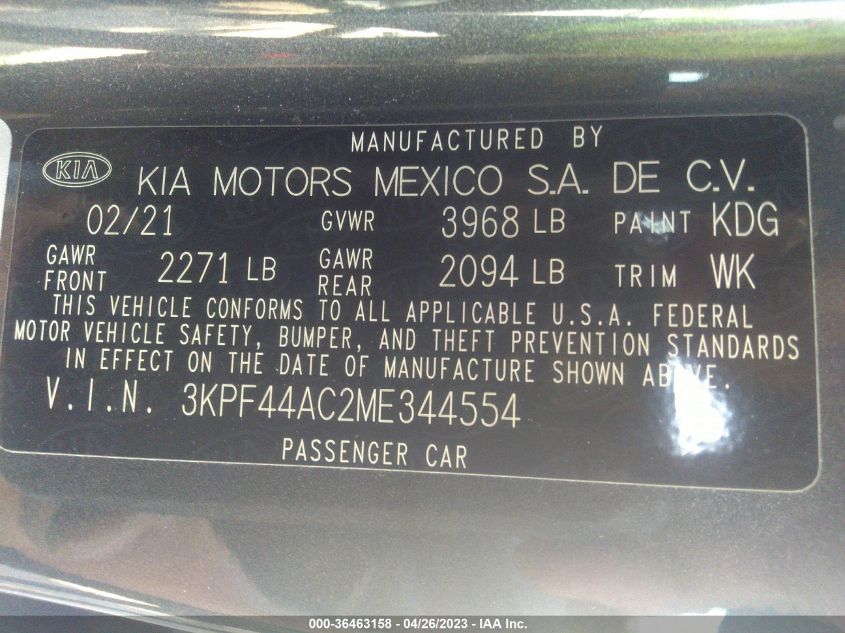 MANUFACTURED BY
KIA KIA MOTORS MEXICO S.A. DE C.V.
02/21 GVWR 3968 LB PAINT KDG
GAWR FRONT 2271 LB GAWR REAR 2094 LB TRIM WK
THIS VEHICLE CONFORMS TO ALL APPLICABLE U.S.A. FEDERAL
MOTOR VEHICLE SAFETY, BUMPER, AND THEFT PREVENTION STANDARDS
IN EFFECT ON THE DATE OF MANUFACTURE SHOWN ABOVE.
V.I.N. 3KPF44AC2ME344554
PASSENGER CAR
000-36463158 - 04/26/2023 - IAA Inc.